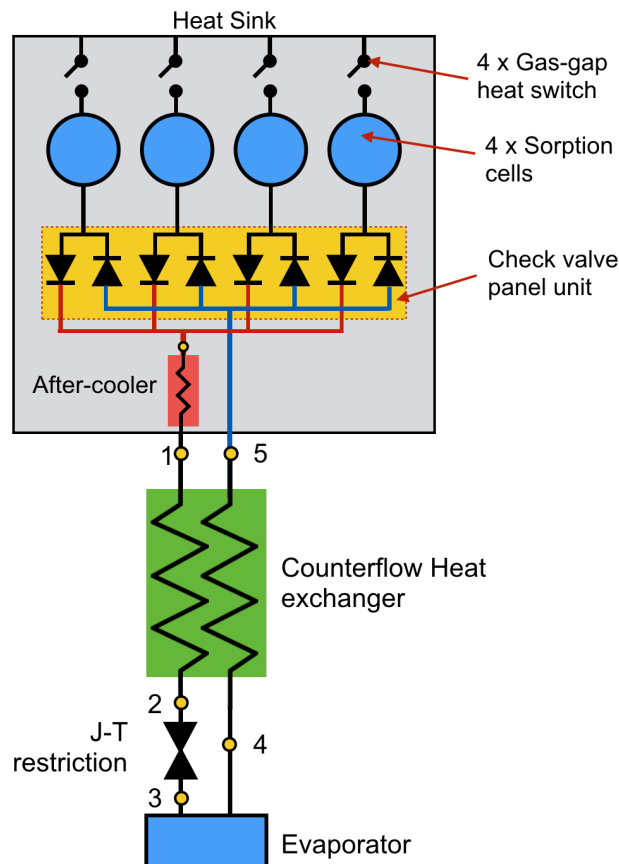 Heat Sink
4 x Gas-gap
heat switch
4 x Sorption
cells
Check valve
panel unit
After-cooler
1
5
Counterflow Heat
exchanger
2
J-T
restriction
4
3
Evaporator